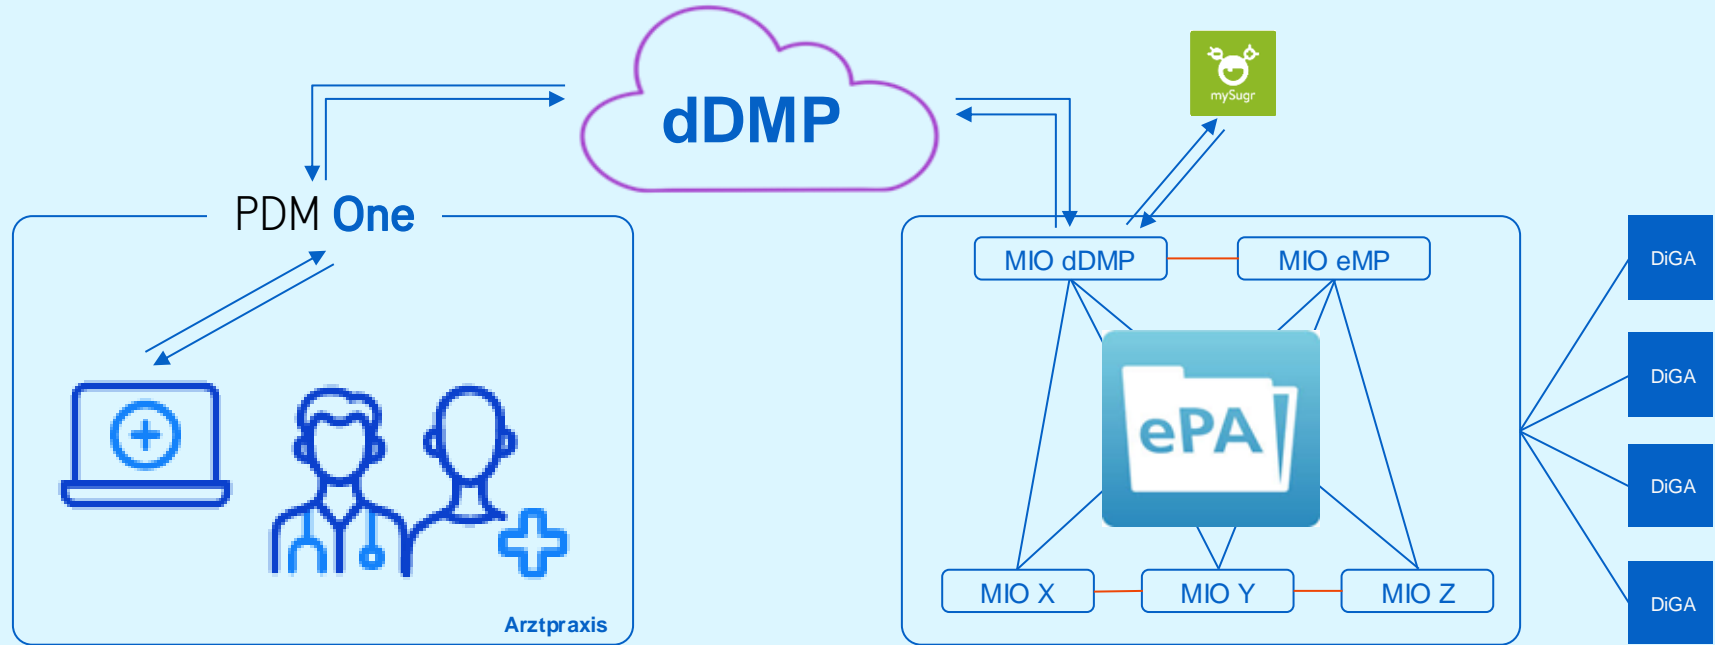 dDMP
mySugr
PDM One
MIO dDMP
MIO eMP
DiGA
ePA
DiGA
DiGA
MIO X
MIO Y
MIO Z
DiGA
Arztpraxis